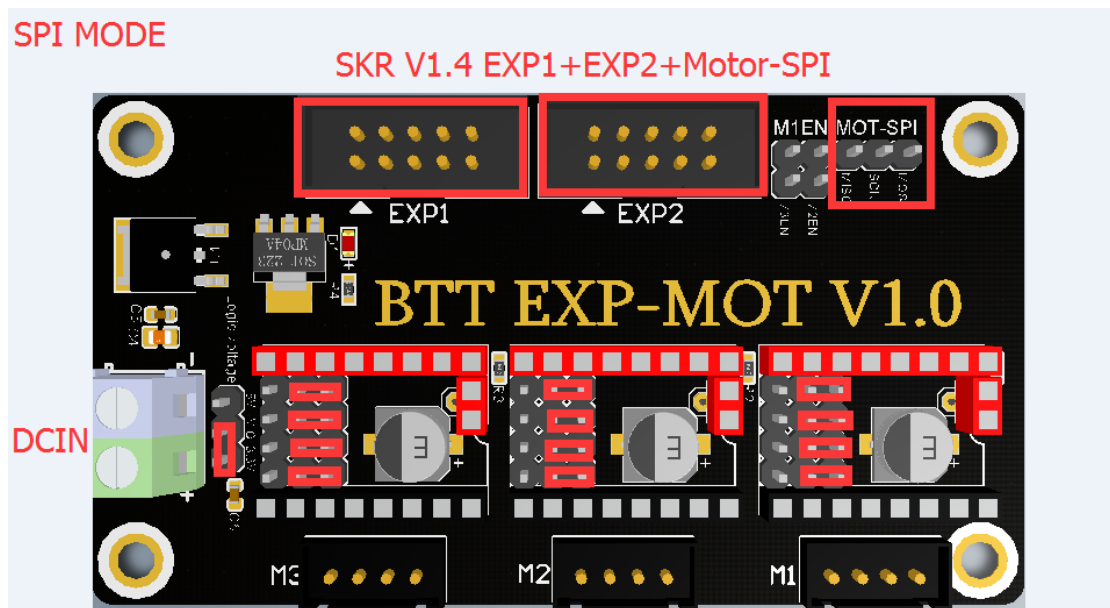 SPI MODE
SKR V1.4 EXP1+EXP2+Motor-SPI
M1EN MOT-SPI
EXP1
EXP2
BTT EXP-MOT V1.0
DCIN
M3
M2
M1